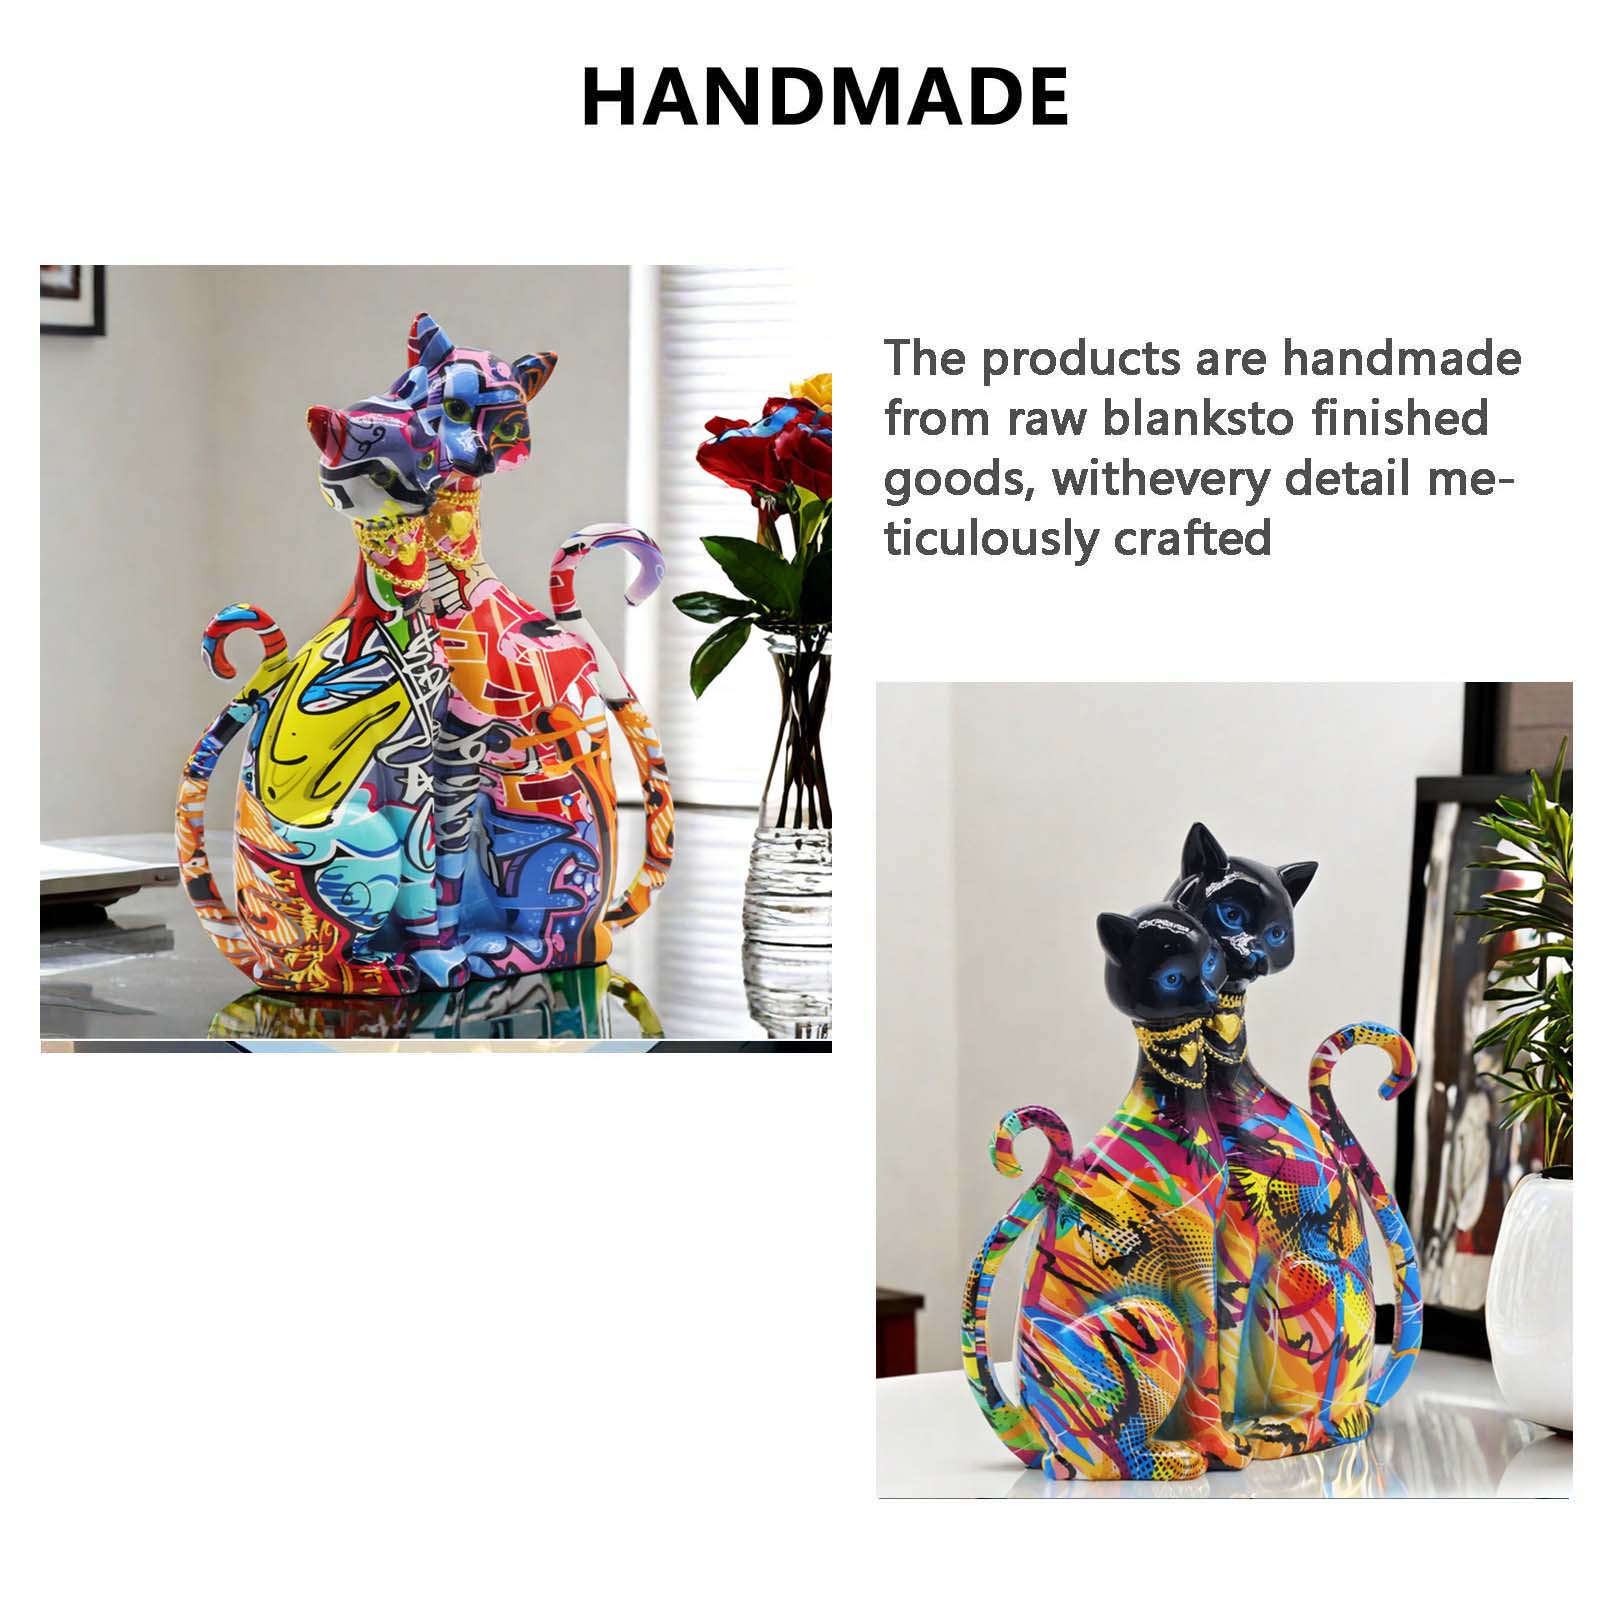 HANDMADE
The products are handmade
from raw blanksto finished
goods, withevery detail me-
ticulously crafted